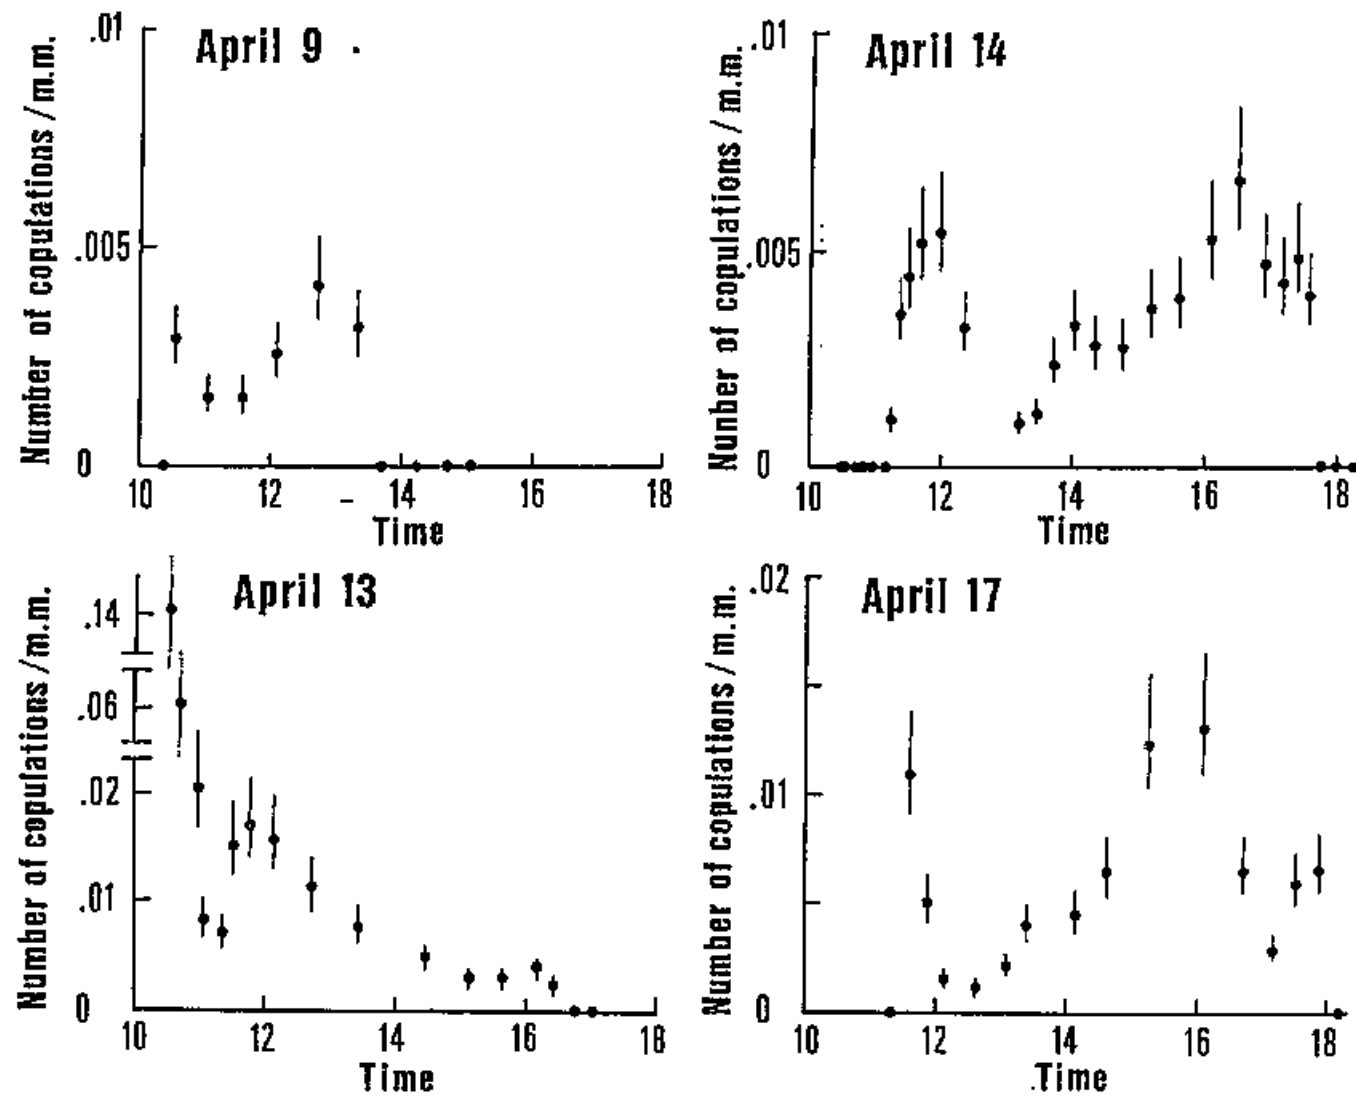 April 9
Number of copulations / m.m.
.01
.005
0
10 12 14 16 18
Time
April 14
Nunber of copulations / m.m.
.01
.005
0
10 12 14 16 18
Time
April 13
Number of copulations / m.m.
.14
.06
.02
.01
0
10 12 14 16 18
Time
April 17
Number of copulations / m.m.
.02
.01
0
10 12 14 16 18
Time